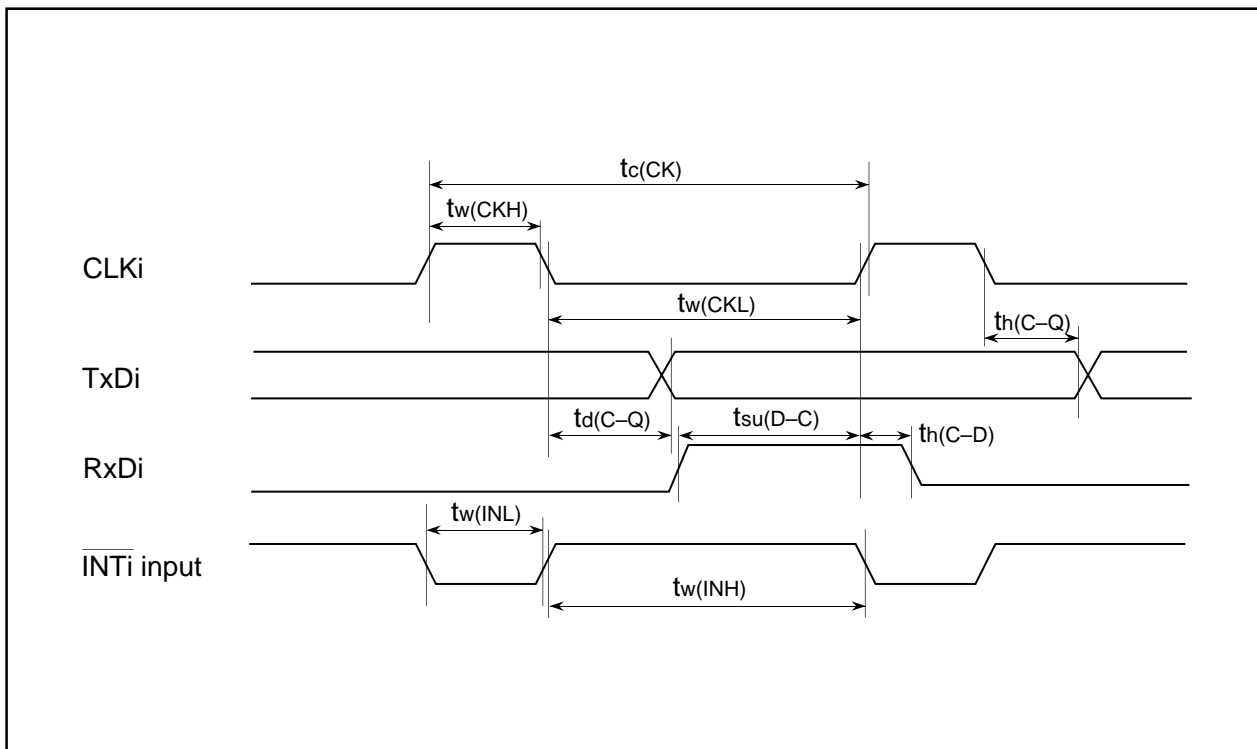 tc(CK)
tw(CKH)
CLKi
tw(CKL)
th(C–Q)
TxDi
td(C–Q)
tsu(D–C)
th(C–D)
RxDi
tw(INL)
INTi input
tw(INH)